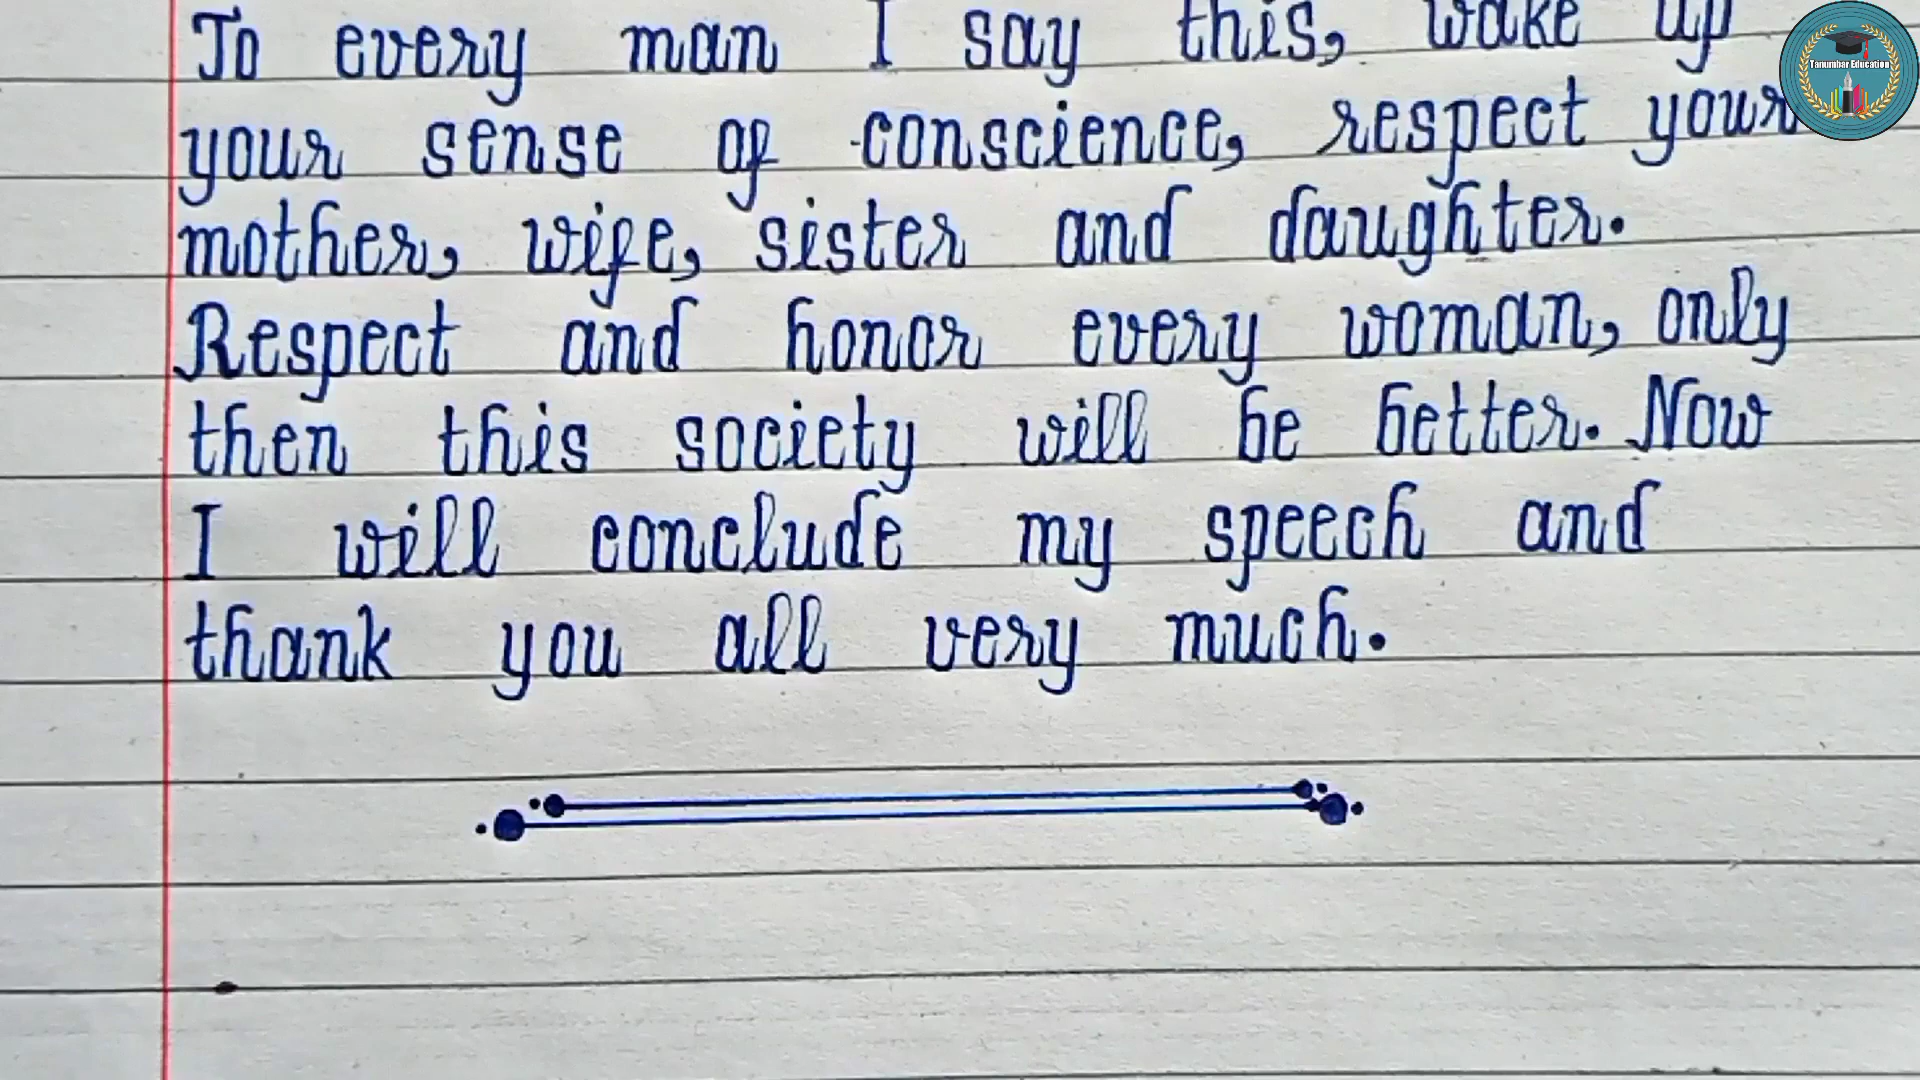 To every man I say this, wake up
your sense of conscience, respect your
mother, wife, sister and daughter.
Respect and honor every woman, only
then this society will be better. Now
I will conclude my speech and
thank you all very much.
Tanumbar Education